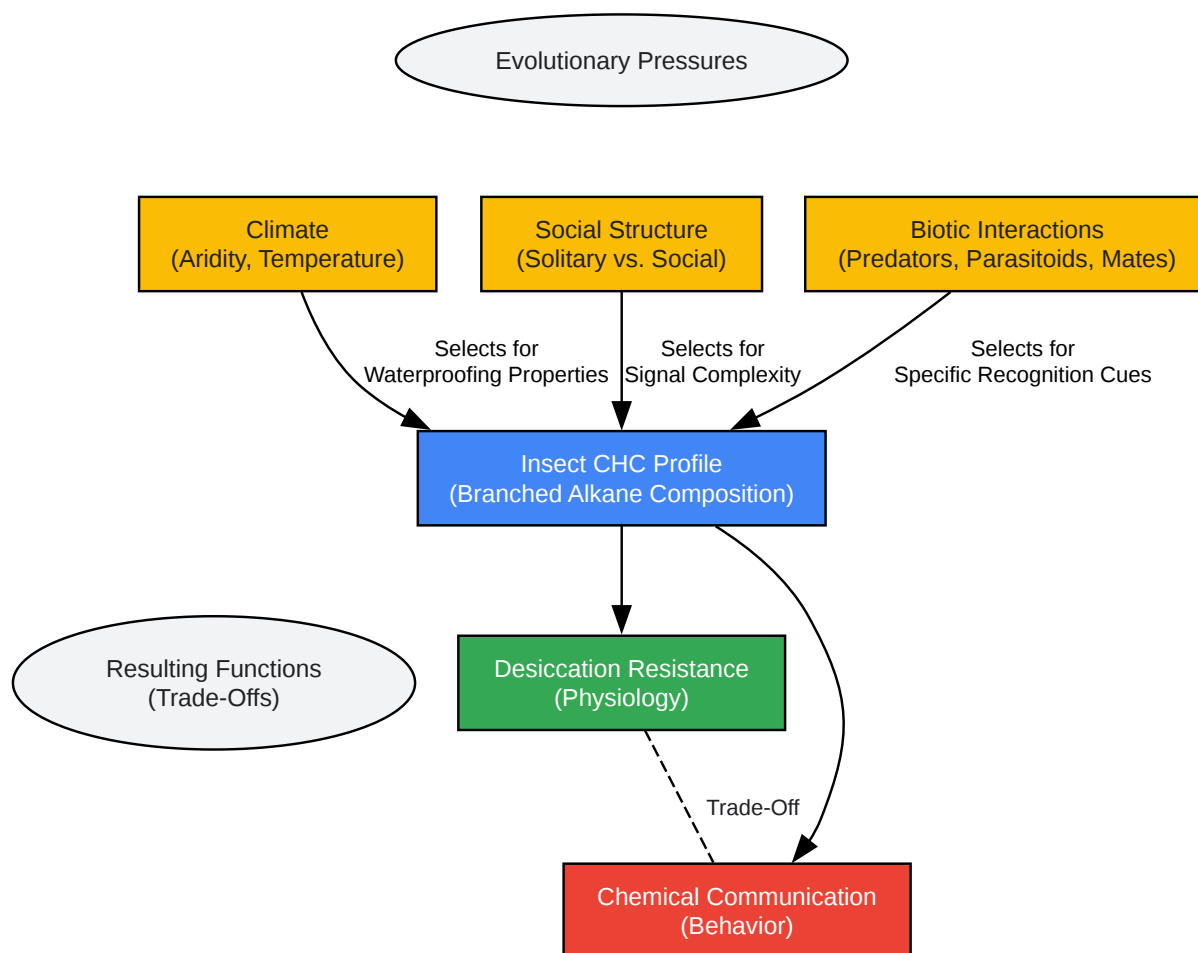 Evolutionary Pressures
Climate
(Aridity, Temperature)
Social Structure
(Solitary vs. Social)
Biotic Interactions
(Predators, Parasitoids, Mates)
Selects for
Waterproofing Properties
Selects for
Signal Complexity
Selects for
Specific Recognition Cues
Insect CHC Profile
(Branched Alkane Composition)
Resulting Functions
(Trade-Offs)
Desiccation Resistance
(Physiology)
Trade-Off
Chemical Communication
(Behavior)